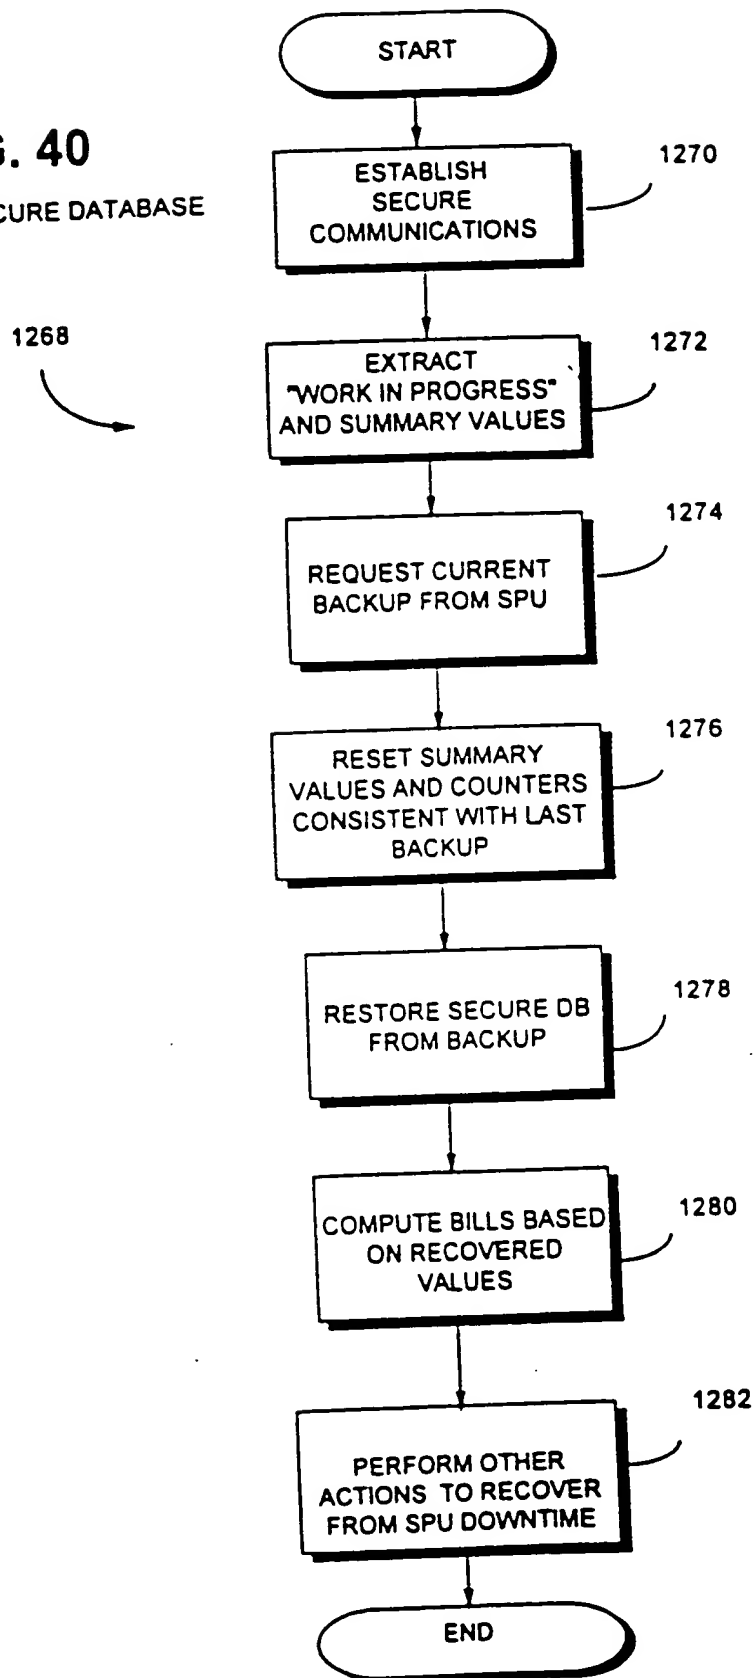 START
. 40
CURE DATABASE
1268
ESTABLISH
SECURE
COMMUNICATIONS
1270
EXTRACT
"WORK IN PROGRESS"
AND SUMMARY VALUES
1272
REQUEST CURRENT
BACKUP FROM SPU
1274
RESET SUMMARY
VALUES AND COUNTERS
CONSISTENT WITH LAST
BACKUP
1276
RESTORE SECURE DB
FROM BACKUP
1278
COMPUTE BILLS BASED
ON RECOVERED
VALUES
1280
PERFORM OTHER
ACTIONS TO RECOVER
FROM SPU DOWNTIME
1282
END